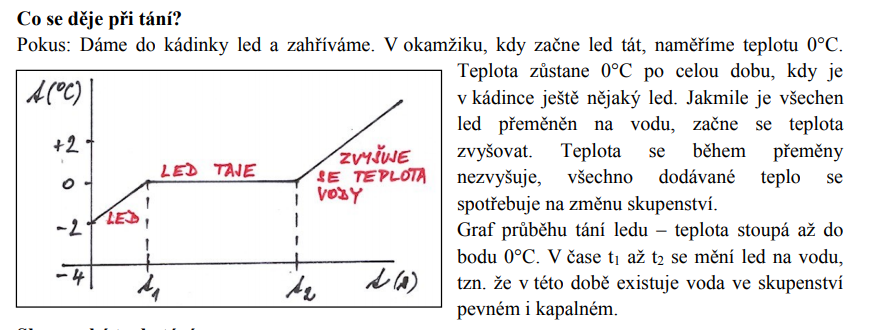 Co se děje při tání?
Pokus: Dáme do kádinky led a zahříváme. V okamžiku, kdy začne led tát, naměříme teplotu 0°C.
Teplota zůstane 0°C po celou dobu, kdy je
v kádince ještě nějaký led. Jakmile je všechen
led přeměněn na vodu, začne se teplota
zvyšovat. Teplota se během přeměny
nezvyšuje, všechno dodávané teplo se
spotřebuje na změnu skupenství.
Graf průběhu tání ledu – teplota stoupá až do
bodu 0°C. V čase t₁ až t₂ se mění led na vodu,
tzn. že v této době existuje voda ve skupenství
pevném i kapalném.
t(°C)
+2
0
-2
-4
LED
LED TAJE
ZVYŠUJE
SE TEPLOTA
VODY
t₁
t₂
t(s)